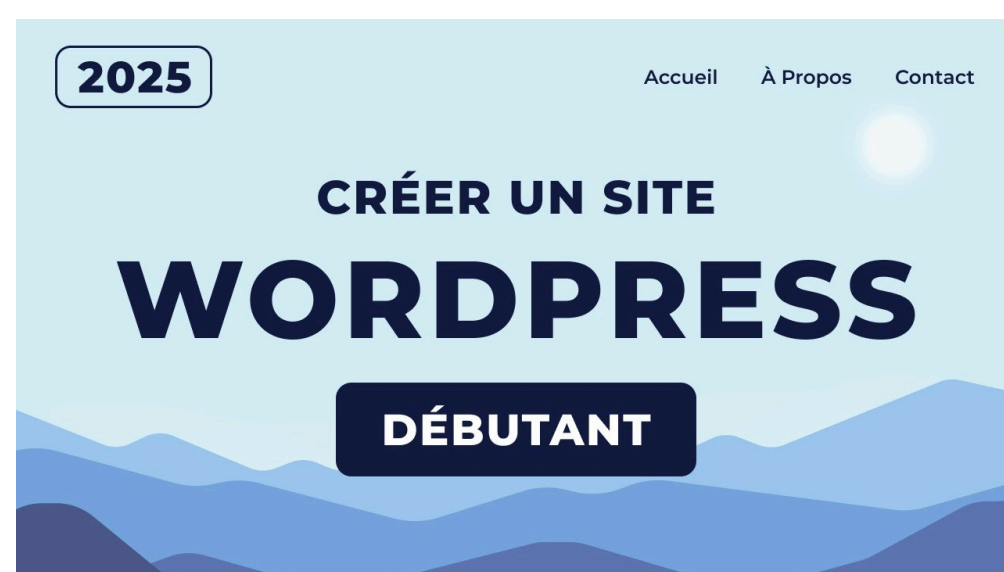 2025
Accueil À Propos Contact
CRÉER UN SITE
WORDPRESS
DÉBUTANT